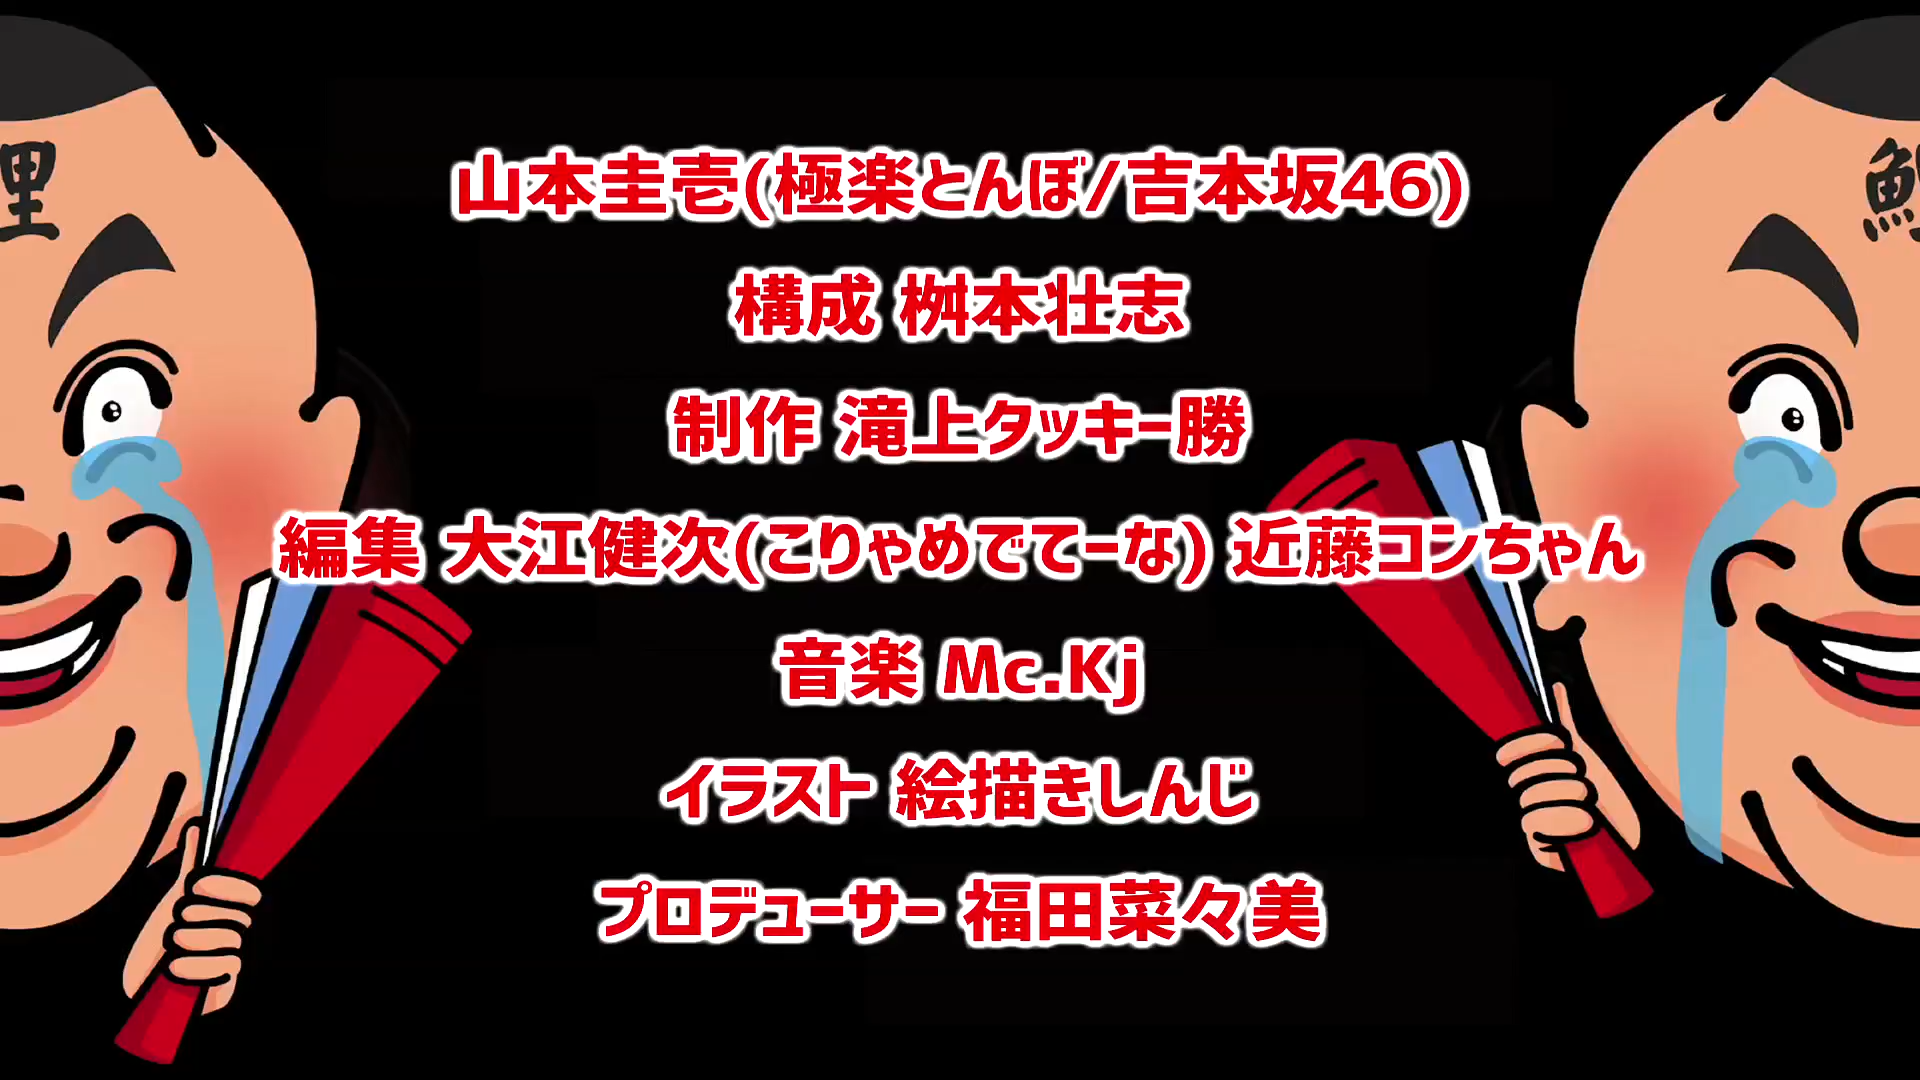 山本圭壱(極楽とんぼ/吉本坂46)
構成 桝本壮志
制作 滝上タッキー勝
編集 大江健次(こりゃめでてーな) 近藤コンちゃん
音楽 Mc.Kj
イラスト 絵描きしんじ
プロデューサー 福田菜々美